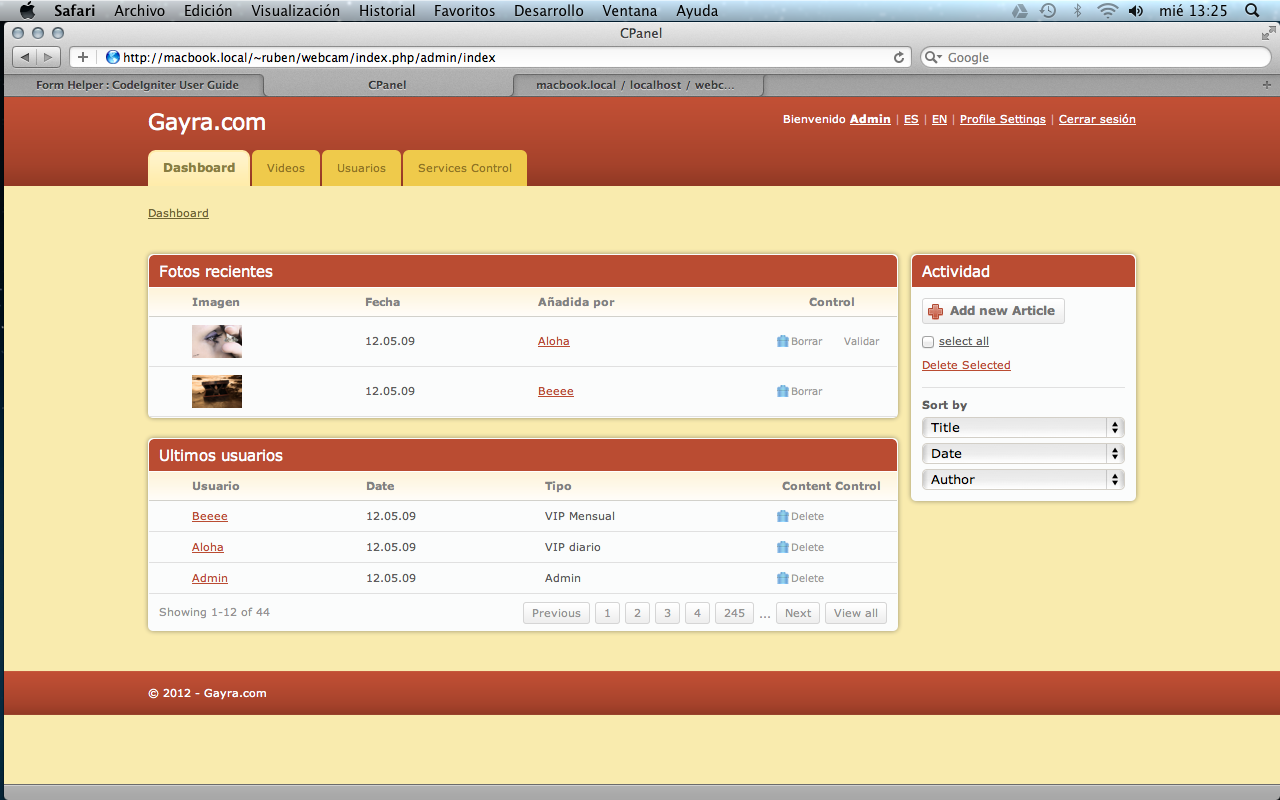 Safari Archivo Edición Visualización Historial Favoritos Desarrollo Ventana Ayuda mié 13:25
CPanel
http://macbook.local/~ruben/webcam/index.php/admin/index Google
Form Helper : CodeIgniter User Guide CPanel macbook.local / localhost / webc...
Gayra.com
Bienvenido Admin | ES | EN | Profile Settings | Cerrar sesión
Dashboard Videos Usuarios Services Control
Dashboard
Fotos recientes
Imagen Fecha Añadida por Control
12.05.09 Aloha Borrar Validar
12.05.09 Beeee Borrar
Ultimos usuarios
Usuario Date Tipo Content Control
Beeee 12.05.09 VIP Mensual Delete
Aloha 12.05.09 VIP diario Delete
Admin 12.05.09 Admin Delete
Showing 1-12 of 44 Previous 1 2 3 4 245 ... Next View all
Actividad
Add new Article
select all
Delete Selected
Sort by
Title
Date
Author
© 2012 - Gayra.com